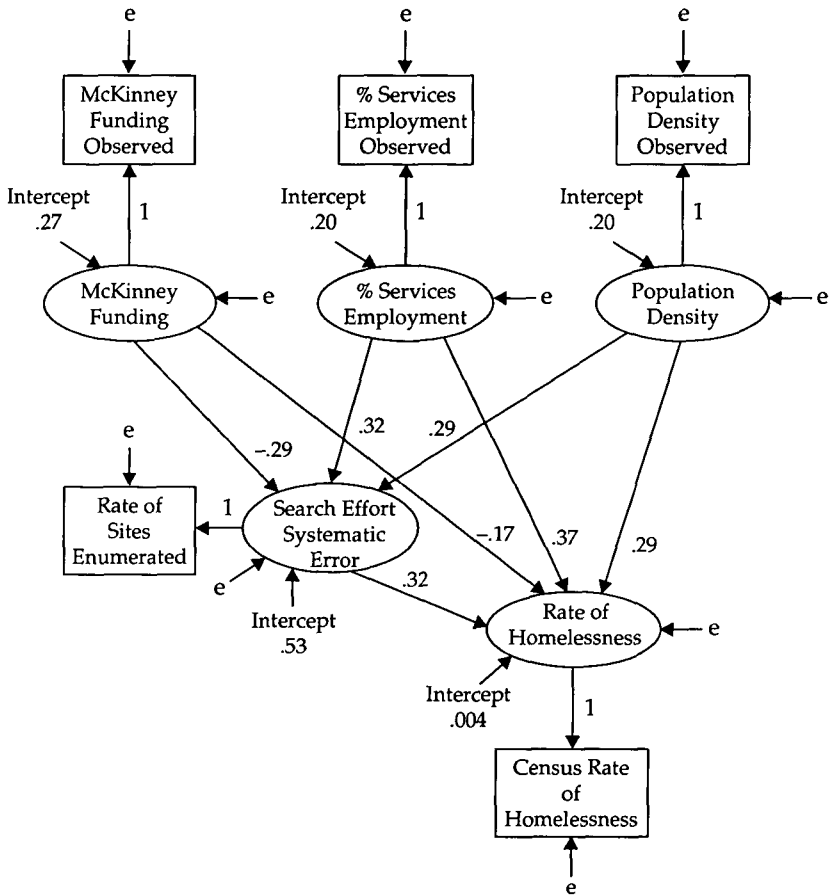 e
e
e
McKinney
Funding
Observed
% Services
Employment
Observed
Population
Density
Observed
Intercept
.27
1
Intercept
.20
1
Intercept
.20
1
McKinney
Funding
e
% Services
Employment
e
Population
Density
e
–.29
.32
.29
–.17
.37
.29
e
Rate of
Sites
Enumerated
1
Search Effort
Systematic
Error
e
Intercept
.53
.32
Rate of
Homelessness
e
Intercept
.004
1
Census Rate
of
Homelessness
e